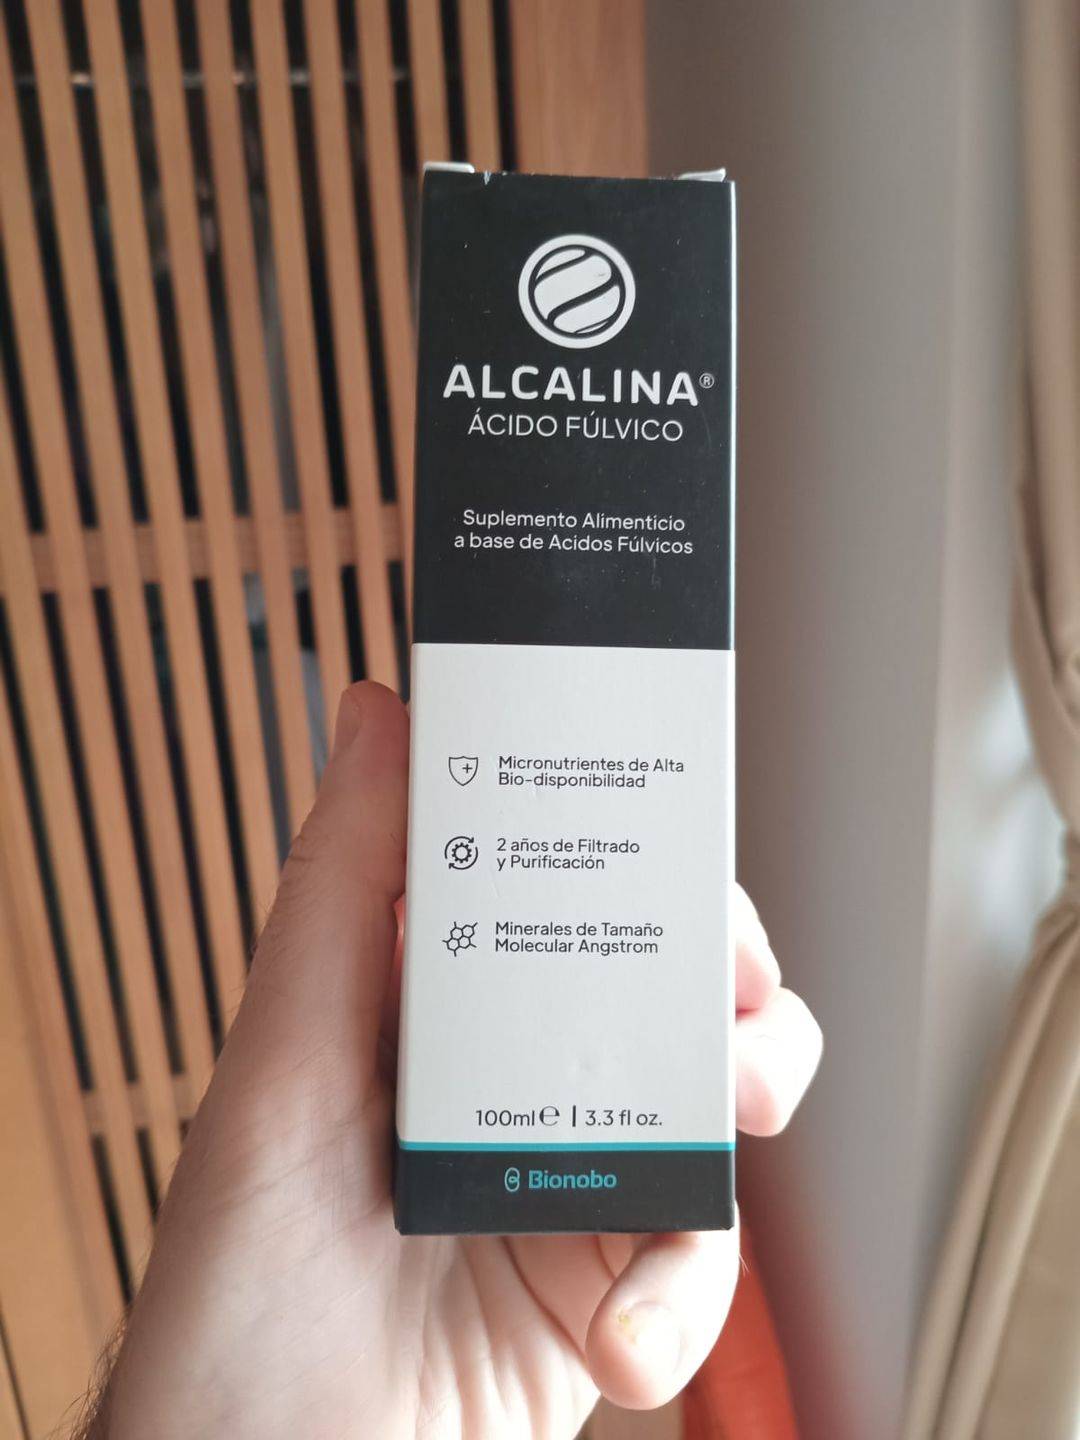 ALCALINA®
ÁCIDO FÚLVICO
Suplemento Alimenticio
a base de Acidos Fúlvicos
Micronutrientes de Alta
Bio-disponibilidad
2 años de Filtrado
y Purificación
Minerales de Tamaño
Molecular Angstrom
100ml℮ | 3.3 fl oz.
Bionobo